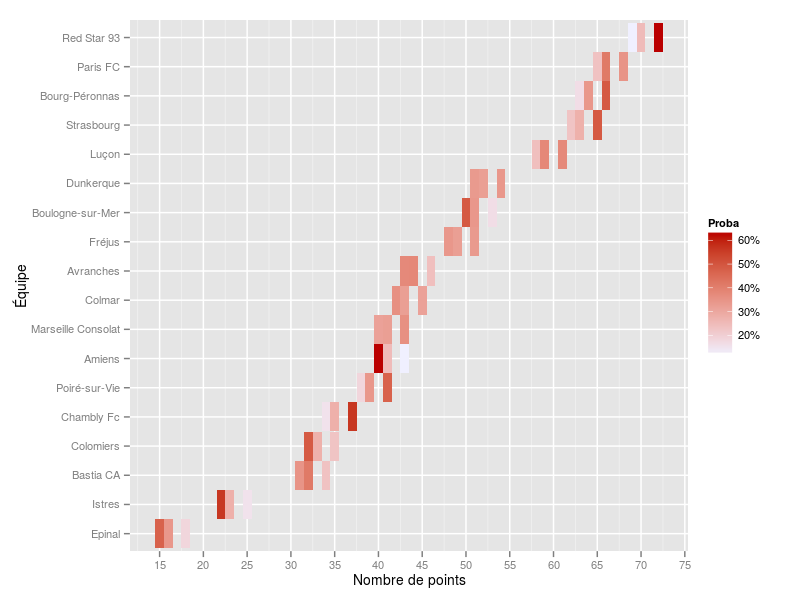 Red Star 93
Paris FC
Bourg-Péronnas
Strasbourg
Luçon
Dunkerque
Boulogne-sur-Mer
Fréjus
Avranches
Colmar
Marseille Consolat
Amiens
Poiré-sur-Vie
Chambly Fc
Colomiers
Bastia CA
Istres
Epinal
Équipe
15 20 25 30 35 40 45 50 55 60 65 70 75
Nombre de points
Proba
60%
50%
40%
30%
20%